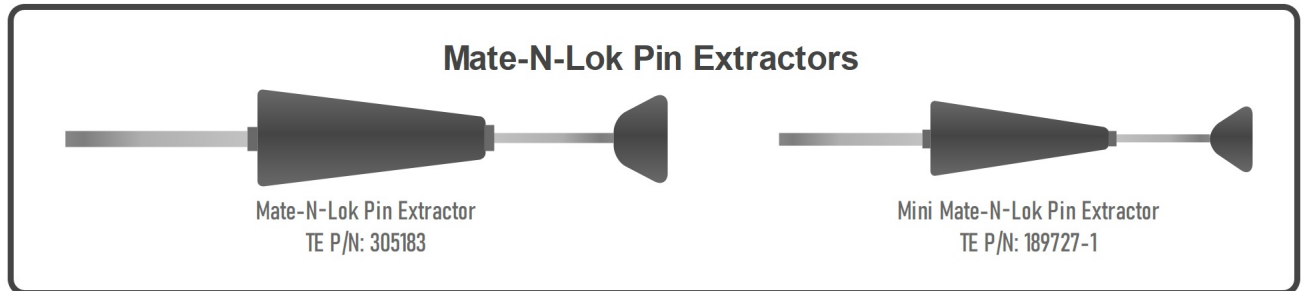 Mate-N-Lok Pin Extractors
Mate-N-Lok Pin Extractor
TE P/N: 305183
Mini Mate-N-Lok Pin Extractor
TE P/N: 189727-1